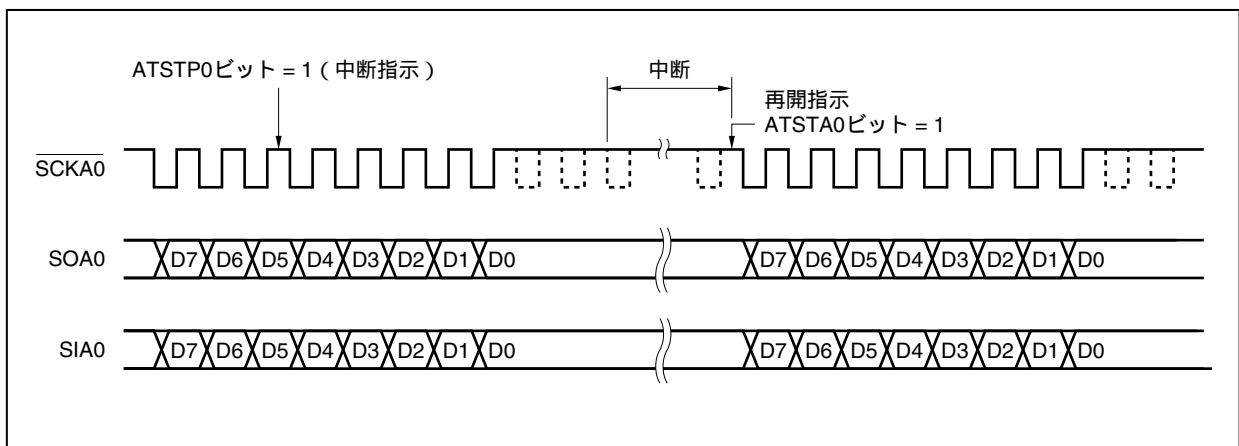 ATSTP0ビット = 1 ( 中断指示 )
中断
再開指示
ATSTA0ビット = 1
SCKA0
SOA0 D7 D6 D5 D4 D3 D2 D1 D0 D7 D6 D5 D4 D3 D2 D1 D0
SIA0 D7 D6 D5 D4 D3 D2 D1 D0 D7 D6 D5 D4 D3 D2 D1 D0